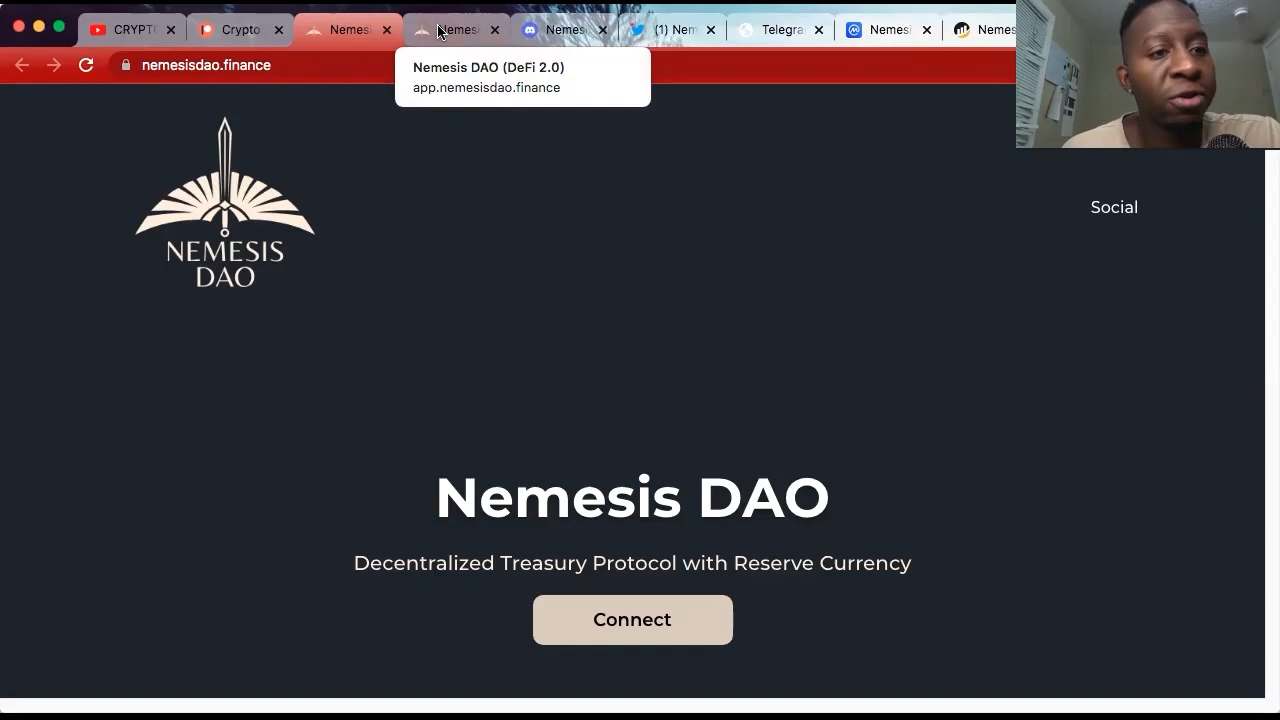 CRYPT
Crypto
Nemesi
Nemesi
Nemes
(1) Nem
Telegra
Nemesi
Nemes
nemesisdao.finance
Nemesis DAO (DeFi 2.0)
app.nemesisdao.finance
NEMESIS
DAO
Social
Nemesis DAO
Decentralized Treasury Protocol with Reserve Currency
Connect